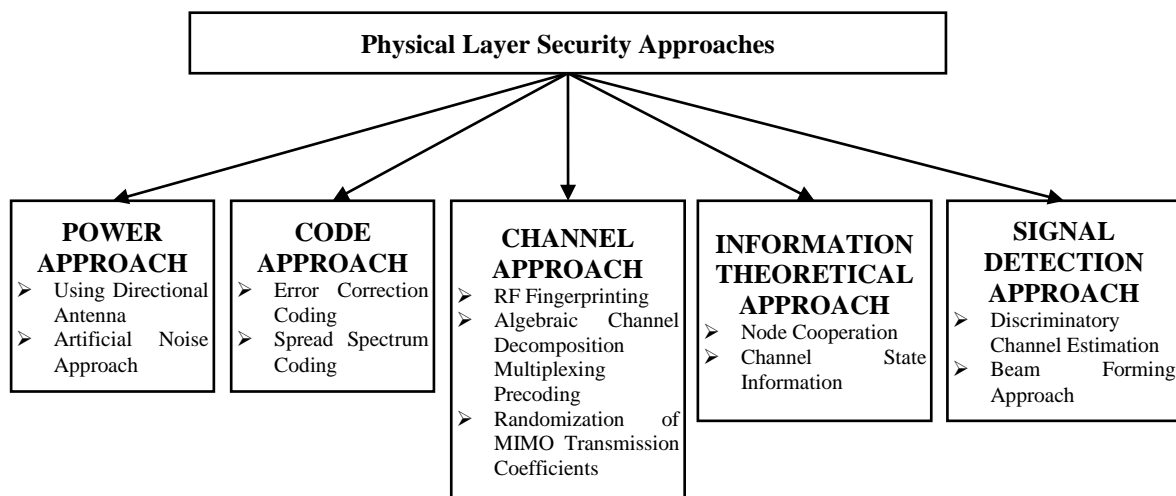 Physical Layer Security Approaches
POWER
APPROACH
➢ Using Directional
Antenna
➢ Artificial Noise
Approach
CODE
APPROACH
➢ Error Correction
Coding
➢ Spread Spectrum
Coding
CHANNEL
APPROACH
➢ RF Fingerprinting
➢ Algebraic Channel
Decomposition
Multiplexing
Precoding
➢ Randomization of
MIMO Transmission
Coefficients
INFORMATION
THEORETICAL
APPROACH
➢ Node Cooperation
➢ Channel State
Information
SIGNAL
DETECTION
APPROACH
➢ Discriminatory
Channel Estimation
➢ Beam Forming
Approach